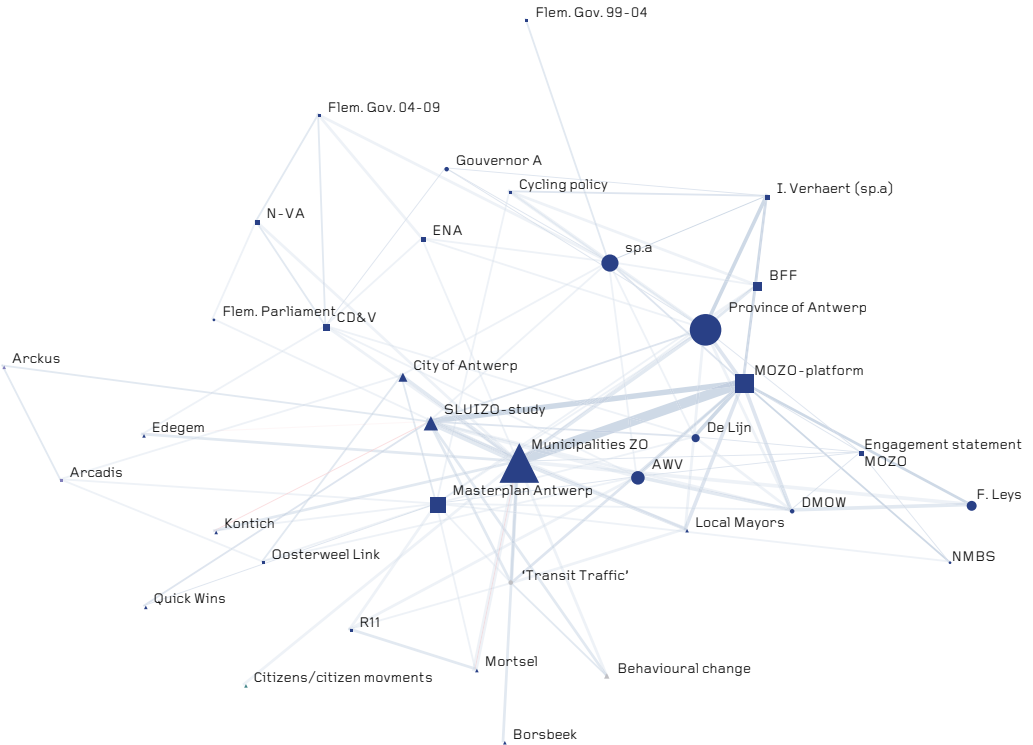 Flem. Gov. 99-04
Flem. Gov. 04-09
Gouvernor A
Cycling policy
I. Verhaert (sp.a)
N-VA
ENA
sp.a
BFF
Province of Antwerp
Flem. Parliament
CD&V
Arckus
City of Antwerp
MOZO-platform
SLUIZO-study
Edegem
De Lijn
Municipalities ZO
Engagement statement
MOZO
Arcadis
AWV
Masterplan Antwerp
F. Leys
DMOW
Kontich
Local Mayors
Oosterweel Link
NMBS
'Transit Traffic'
Quick Wins
R11
Mortsel
Behavioural change
Citizens/citizen movments
Borsbeek